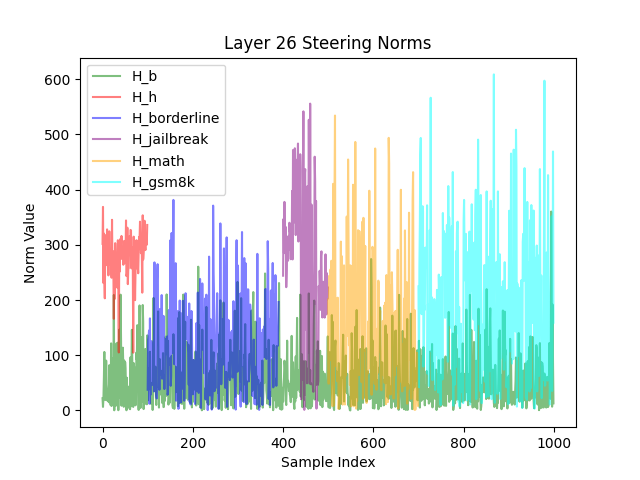 Layer 26 Steering Norms
H_b
H_h
H_borderline
H_jailbreak
H_math
H_gsm8k
Norm Value
600
500
400
300
200
100
0
0 200 400 600 800 1000
Sample Index